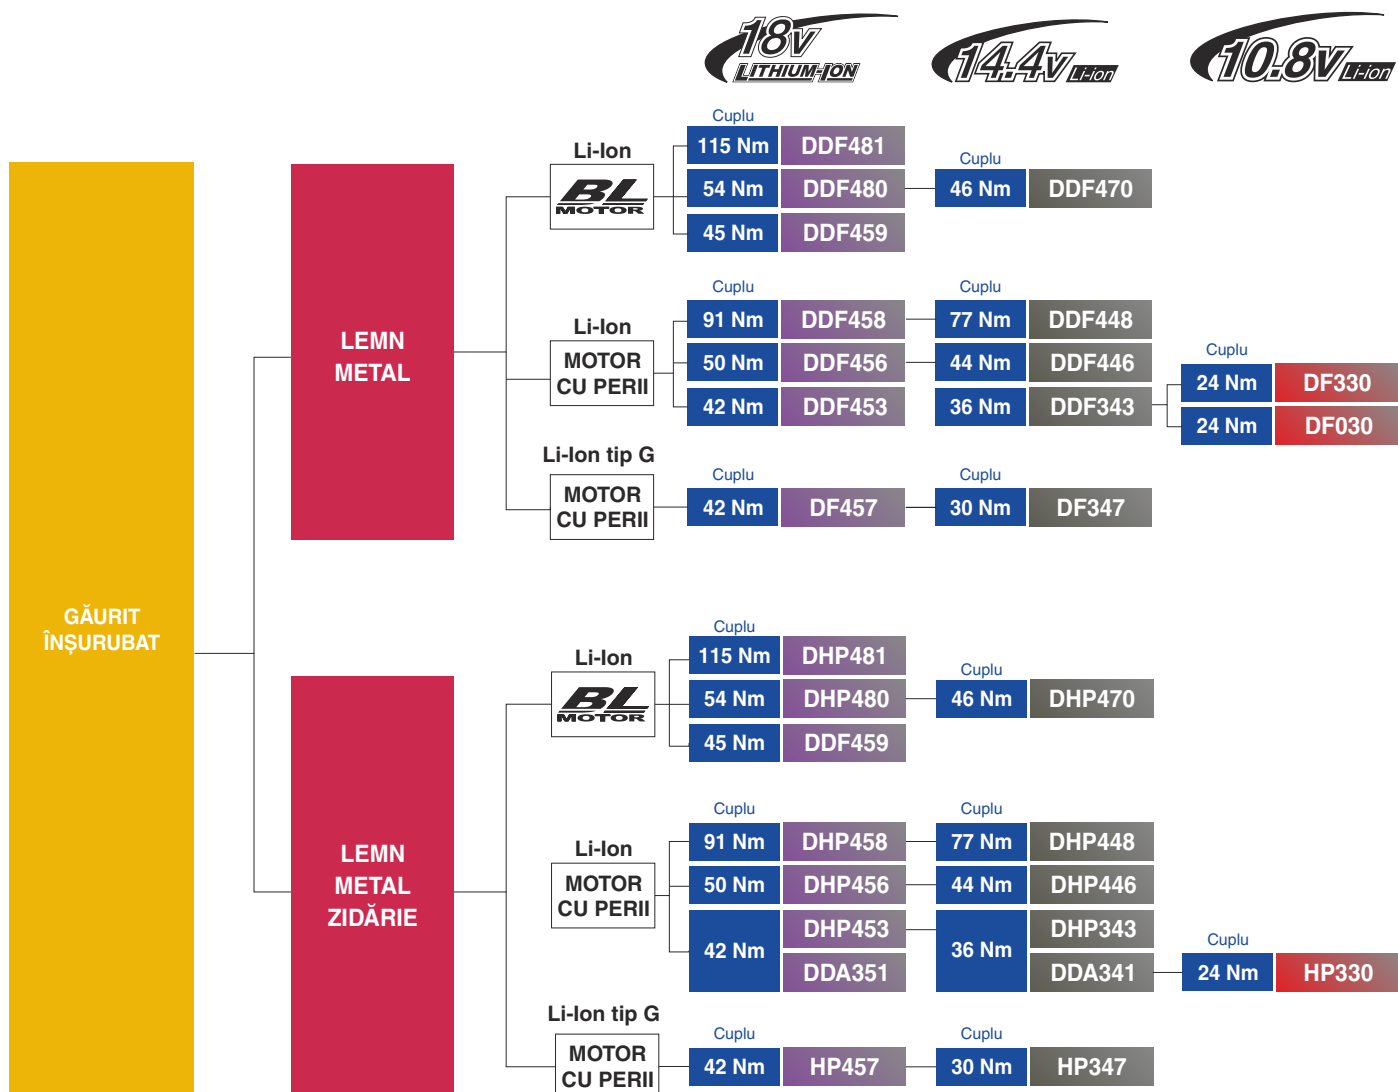 18V
LITHIUM-ION
14.4V Li-ion
10.8V Li-ion
GĂURIT
ÎNȘURUBAT
LEMN
METAL
Li-Ion
BL
MOTOR
Cuplu
115 Nm DDF481
54 Nm DDF480
45 Nm DDF459
Cuplu
46 Nm DDF470
Li-Ion
MOTOR
CU PERII
Cuplu
91 Nm DDF458
50 Nm DDF456
42 Nm DDF453
Cuplu
77 Nm DDF448
44 Nm DDF446
36 Nm DDF343
Cuplu
24 Nm DF330
24 Nm DF030
Li-Ion tip G
MOTOR
CU PERII
Cuplu
42 Nm DF457
Cuplu
30 Nm DF347
LEMN
METAL
ZIDĂRIE
Li-Ion
BL
MOTOR
Cuplu
115 Nm DHP481
54 Nm DHP480
45 Nm DDF459
Cuplu
46 Nm DHP470
Li-Ion
MOTOR
CU PERII
Cuplu
91 Nm DHP458
50 Nm DHP456
42 Nm DHP453
DDA351
Cuplu
77 Nm DHP448
44 Nm DHP446
36 Nm DHP343
DDA341
Cuplu
24 Nm HP330
Li-Ion tip G
MOTOR
CU PERII
Cuplu
42 Nm HP457
Cuplu
30 Nm HP347